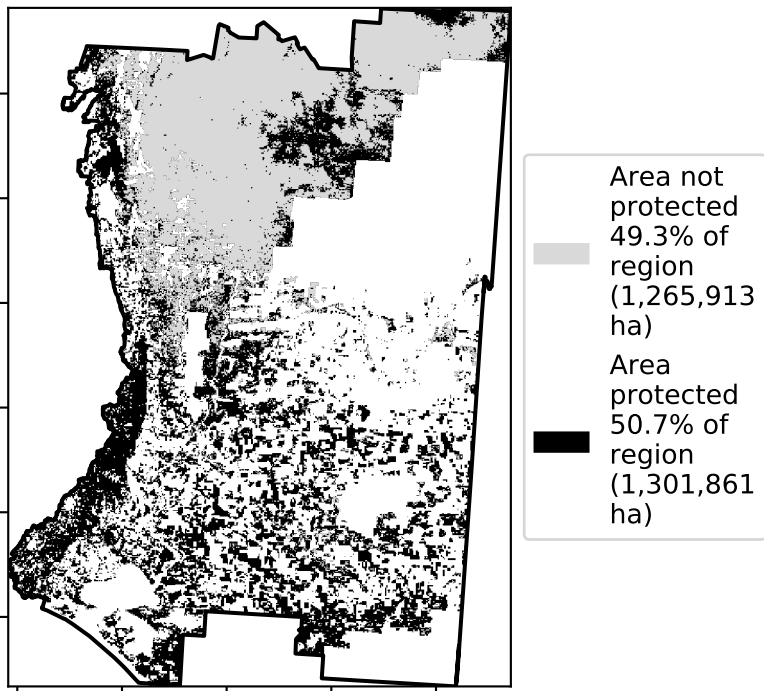 Area not
protected
49.3% of
region
(1,265,913
ha)
Area
protected
50.7% of
region
(1,301,861
ha)